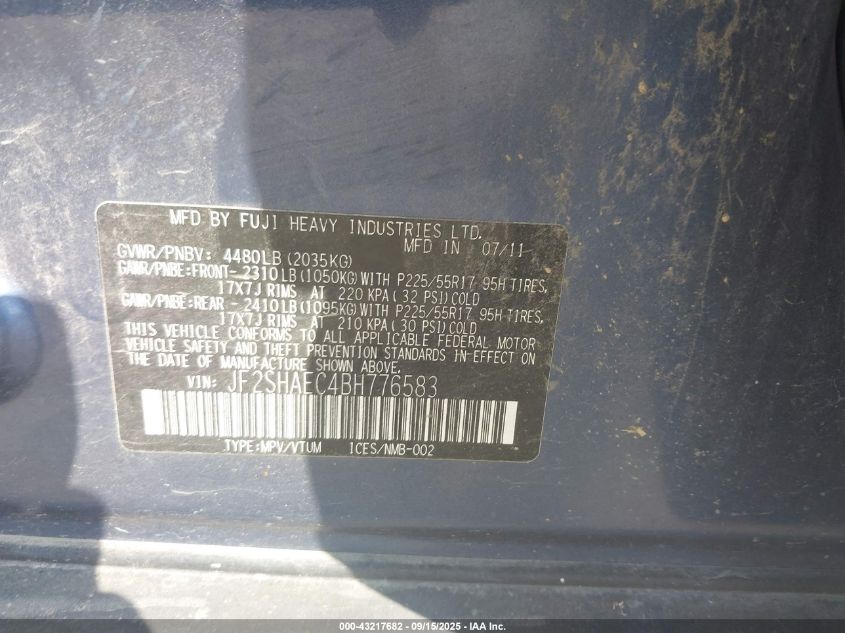 MFD BY FUJI HEAVY INDUSTRIES LTD.
MFD IN 07/11
GVWR/PNBV: 4480LB(2035KG)
GAWR/PNBE:FRONT-2310LB(1050KG)WITH P225/55R17 95H TIRES,
17X7J RIMS AT 220 KPA(32 PSI)COLD
GAWR/PNBE:REAR -2410LB(1095KG)WITH P225/55R17 95H TIRES,
17X7J RIMS AT 210 KPA(30 PSI)COLD
THIS VEHICLE CONFORMS TO ALL APPLICABLE FEDERAL MOTOR
VEHICLE SAFETY AND THEFT PREVENTION STANDARDS IN EFFECT ON
THE DATE OF MANUFACTURE SHOWN ABOVE.
VIN: JF2SHAEC4BH776583
TYPE:MPV/VTUM ICES/NMB-002
000-43217682 - 09/15/2025 - IAA Inc.